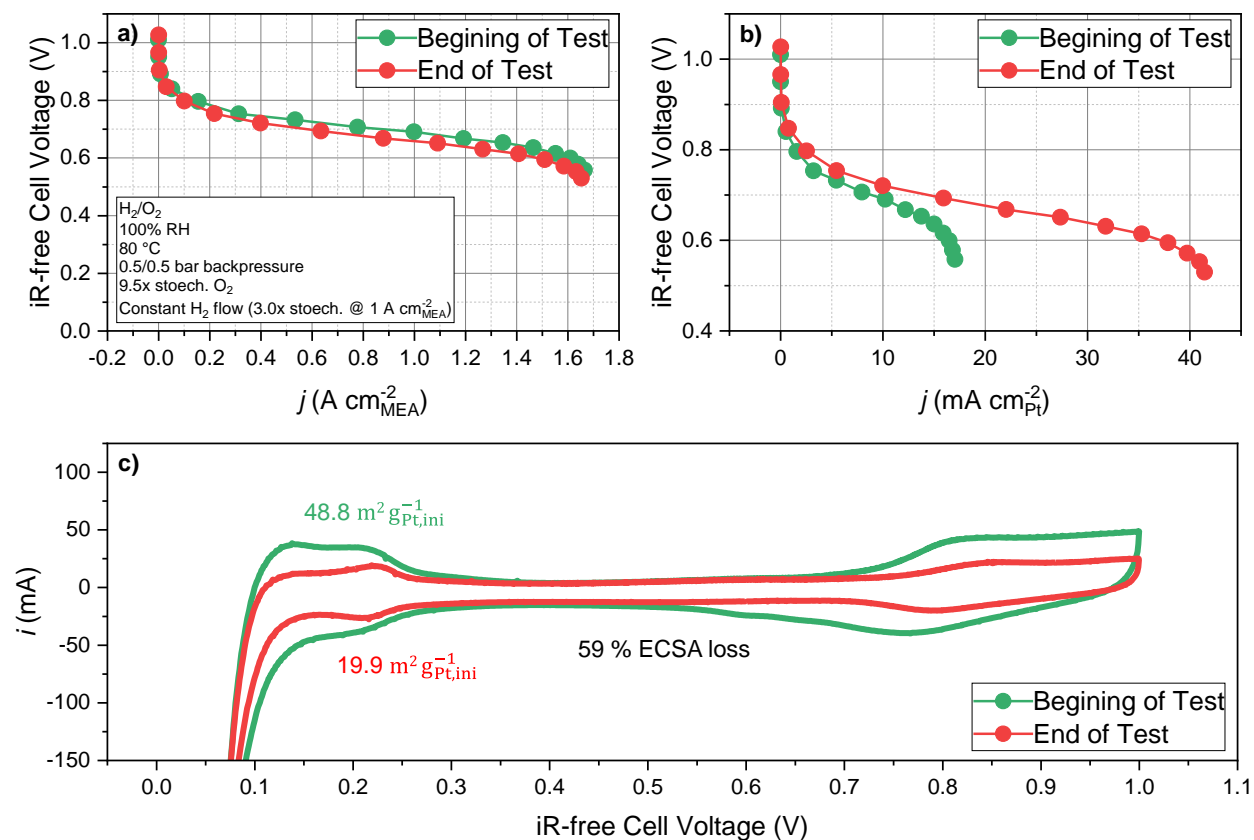 a)
Begining of Test
End of Test
iR-free Cell Voltage (V)
1.0
0.8
0.6
0.4
0.2
0.0
H₂/O₂
100% RH
80 °C
0.5/0.5 bar backpressure
9.5x stoech. O₂
Constant H₂ flow (3.0x stoech. @ 1 A cm⁻²MEA)
-0.2 0.0 0.2 0.4 0.6 0.8 1.0 1.2 1.4 1.6 1.8
j (A cm⁻²MEA)
b)
Begining of Test
End of Test
iR-free Cell Voltage (V)
1.0
0.8
0.6
0.4
0 10 20 30 40
j (mA cm⁻²Pt)
c)
i (mA)
100
50
0
-50
-100
-150
48.8 m² g⁻¹Pt,ini
19.9 m² g⁻¹Pt,ini
59 % ECSA loss
Begining of Test
End of Test
0.0 0.1 0.2 0.3 0.4 0.5 0.6 0.7 0.8 0.9 1.0 1.1
iR-free Cell Voltage (V)